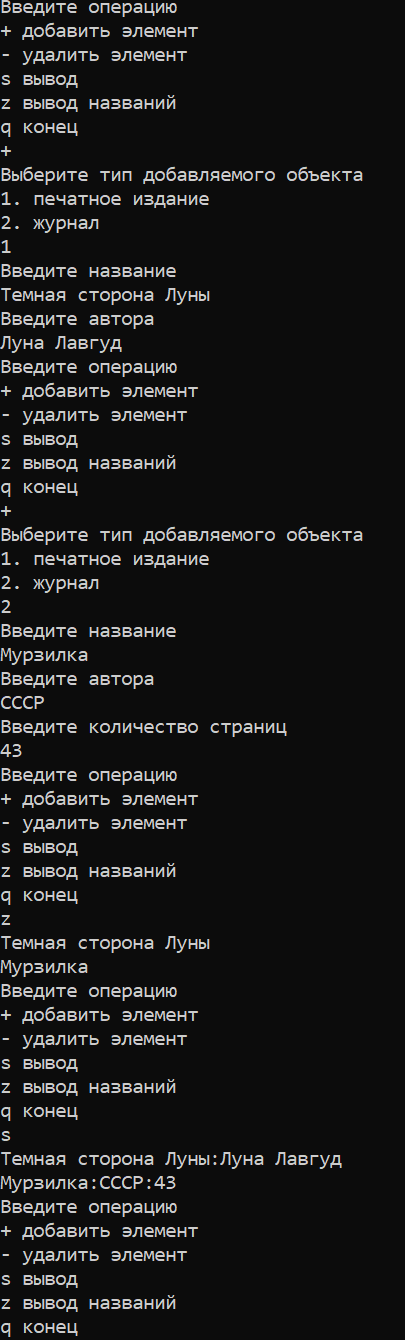 Введите операцию
+ добавить элемент
- удалить элемент
s вывод
z вывод названий
q конец
+
Выберите тип добавляемого объекта
1. печатное издание
2. журнал
1
Введите название
Темная сторона Луны
Введите автора
Луна Лавгуд
Введите операцию
+ добавить элемент
- удалить элемент
s вывод
z вывод названий
q конец
+
Выберите тип добавляемого объекта
1. печатное издание
2. журнал
2
Введите название
Мурзилка
Введите автора
СССР
Введите количество страниц
43
Введите операцию
+ добавить элемент
- удалить элемент
s вывод
z вывод названий
q конец
z
Темная сторона Луны
Мурзилка
Введите операцию
+ добавить элемент
- удалить элемент
s вывод
z вывод названий
q конец
s
Темная сторона Луны:Луна Лавгуд
Мурзилка:СССР:43
Введите операцию
+ добавить элемент
- удалить элемент
s вывод
z вывод названий
q конец